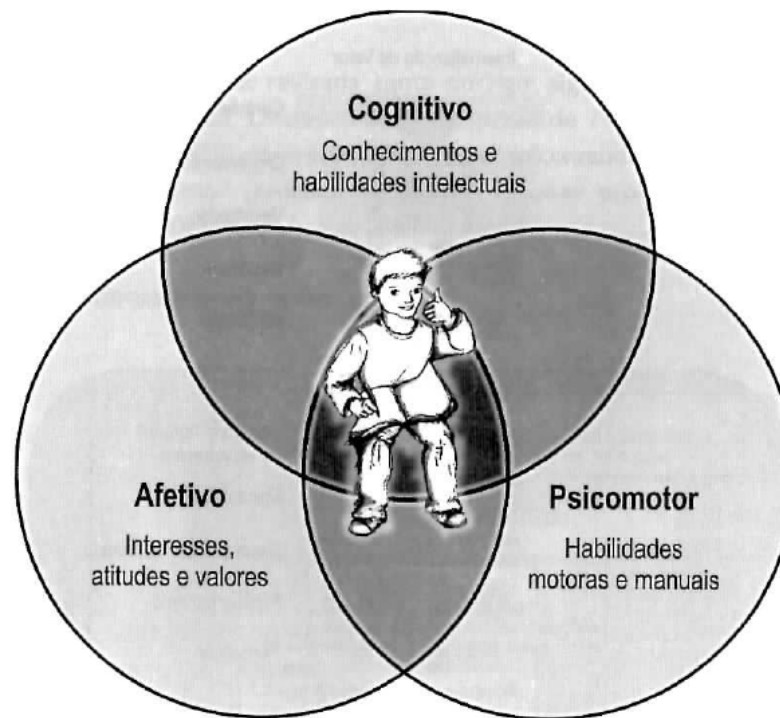 Cognitivo
Conhecimentos e
habilidades intelectuais
Afetivo
Interesses,
atitudes e valores
Psicomotor
Habilidades
motoras e manuais